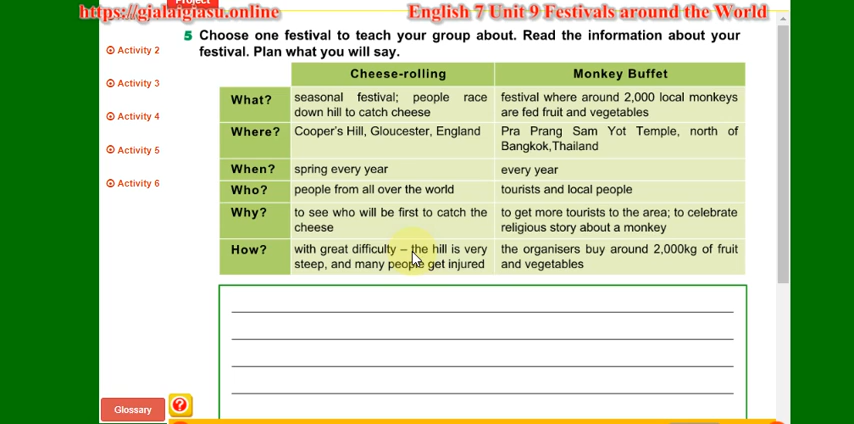 Project
https://gjalaigiasu.online
English 7 Unit 9 Festivals around the World
5 Choose one festival to teach your group about. Read the information about your
festival. Plan what you will say.
Activity 2
Activity 3
Activity 4
Activity 5
Activity 6
Cheese-rolling Monkey Buffet
What? seasonal festival; people race
down hill to catch cheese
festival where around 2,000 local monkeys
are fed fruit and vegetables
Where? Cooper's Hill, Gloucester, England
Pra Prang Sam Yot Temple, north of
Bangkok,Thailand
When? spring every year
every year
Who? people from all over the world
tourists and local people
Why? to see who will be first to catch the
cheese
to get more tourists to the area; to celebrate
religious story about a monkey
How? with great difficulty – the hill is very
steep, and many people get injured
the organisers buy around 2,000kg of fruit
and vegetables
Glossary
?